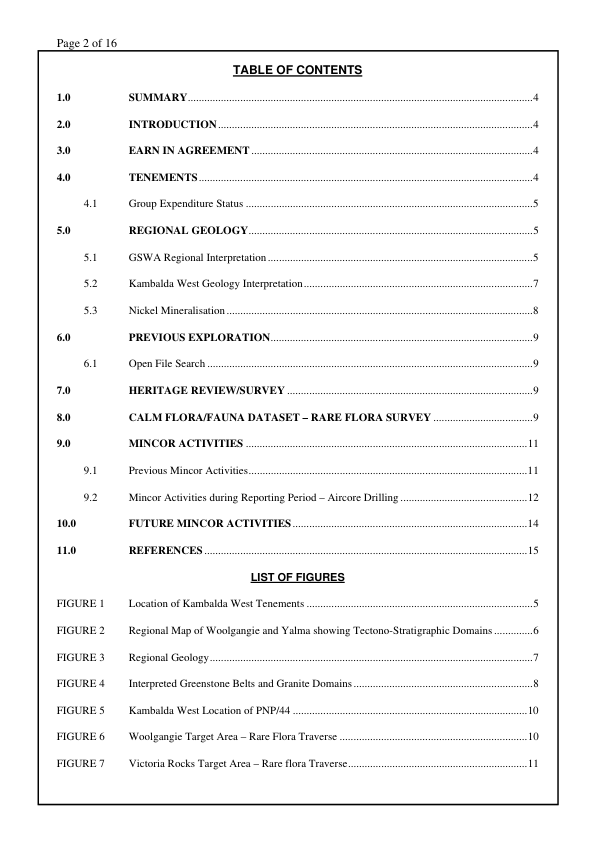 Page 2 of 16
TABLE OF CONTENTS
1.0 SUMMARY.....4
2.0 INTRODUCTION.....4
3.0 EARN IN AGREEMENT.....4
4.0 TENEMENTS.....4
4.1 Group Expenditure Status.....5
5.0 REGIONAL GEOLOGY.....5
5.1 GSWA Regional Interpretation.....5
5.2 Kambalda West Geology Interpretation.....7
5.3 Nickel Mineralisation.....8
6.0 PREVIOUS EXPLORATION.....9
6.1 Open File Search.....9
7.0 HERITAGE REVIEW/SURVEY.....9
8.0 CALM FLORA/FAUNA DATASET – RARE FLORA SURVEY.....9
9.0 MINCOR ACTIVITIES.....11
9.1 Previous Mincor Activities.....11
9.2 Mincor Activities during Reporting Period – Aircore Drilling.....12
10.0 FUTURE MINCOR ACTIVITIES.....14
11.0 REFERENCES.....15
LIST OF FIGURES
FIGURE 1 Location of Kambalda West Tenements.....5
FIGURE 2 Regional Map of Woolgangie and Yalma showing Tectono-Stratigraphic Domains.....6
FIGURE 3 Regional Geology.....7
FIGURE 4 Interpreted Greenstone Belts and Granite Domains.....8
FIGURE 5 Kambalda West Location of PNP/44.....10
FIGURE 6 Woolgangie Target Area – Rare Flora Traverse.....10
FIGURE 7 Victoria Rocks Target Area – Rare flora Traverse.....11